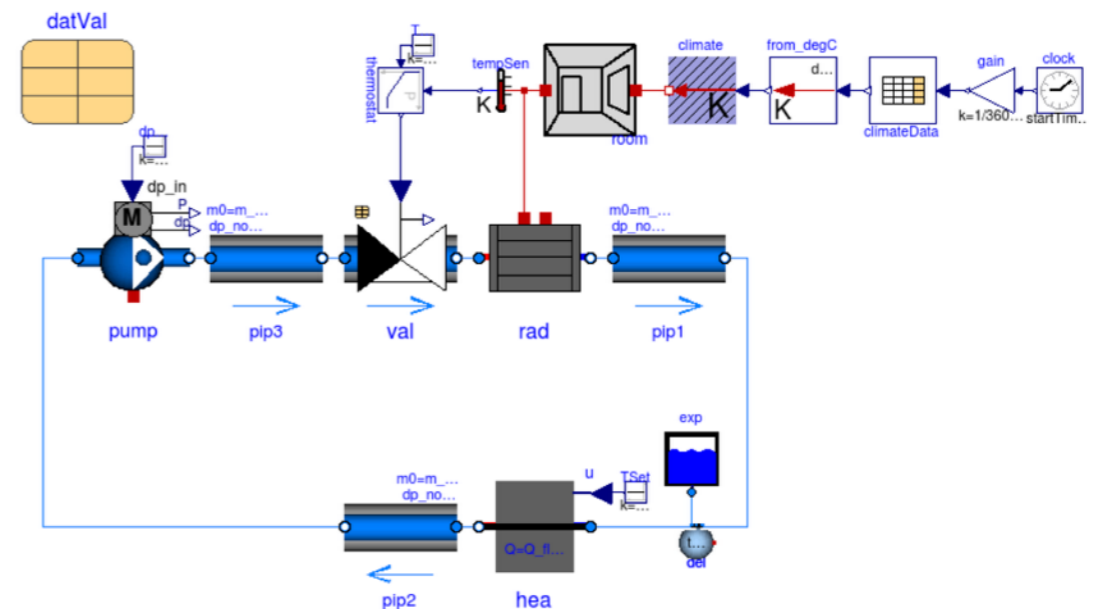 datVal
T
k=...
thermostat
P
tempSen
K
room
climate
K
from_degC
d...
K
climateData
gain
k=1/360...
clock
startTim..
dp
k=...
dp_in
M
P
dp
m0=m_...
dp_no...
m0=m_...
dp_no...
pump
pip3
val
rad
pip1
exp
m0=m_...
dp_no...
u
TSet
k=...
Q=Q_fl...
t...
del
pip2
hea